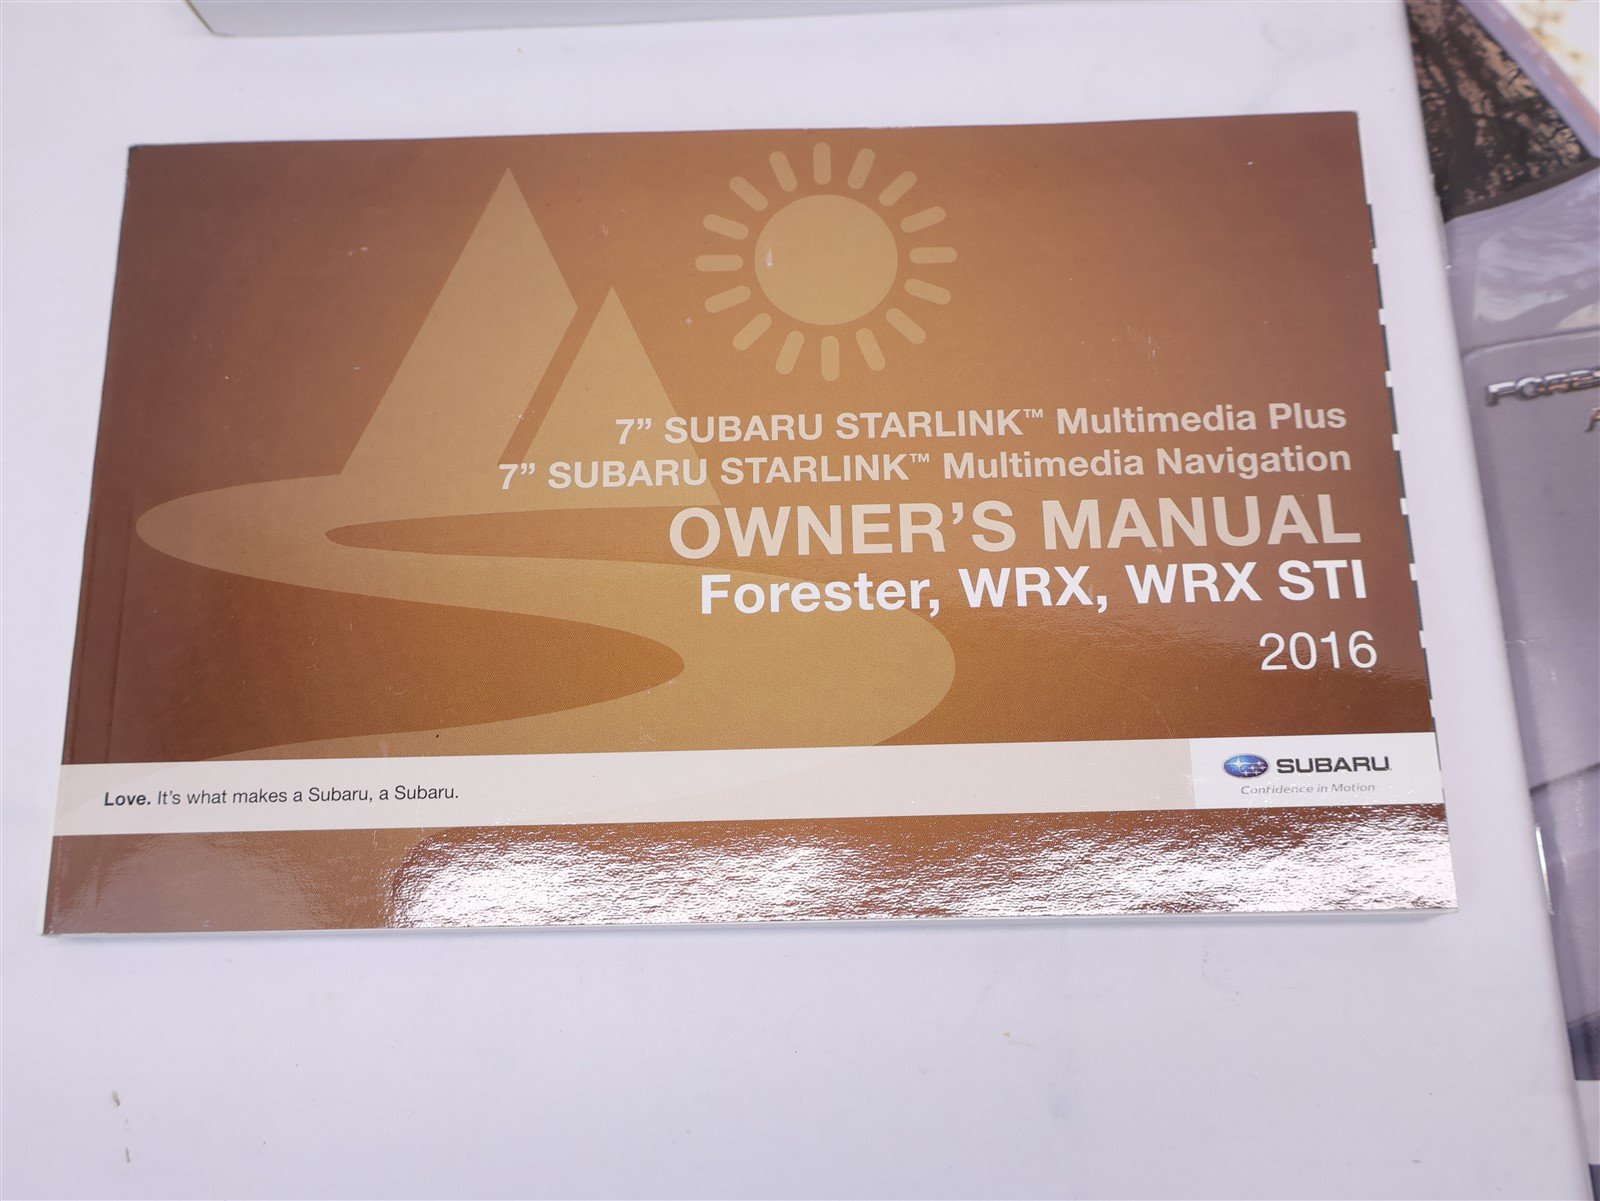 7” SUBARU STARLINK™ Multimedia Plus
7” SUBARU STARLINK™ Multimedia Navigation
OWNER’S MANUAL
Forester, WRX, WRX STI
2016
Love. It’s what makes a Subaru, a Subaru.
SUBARU
Confidence in Motion